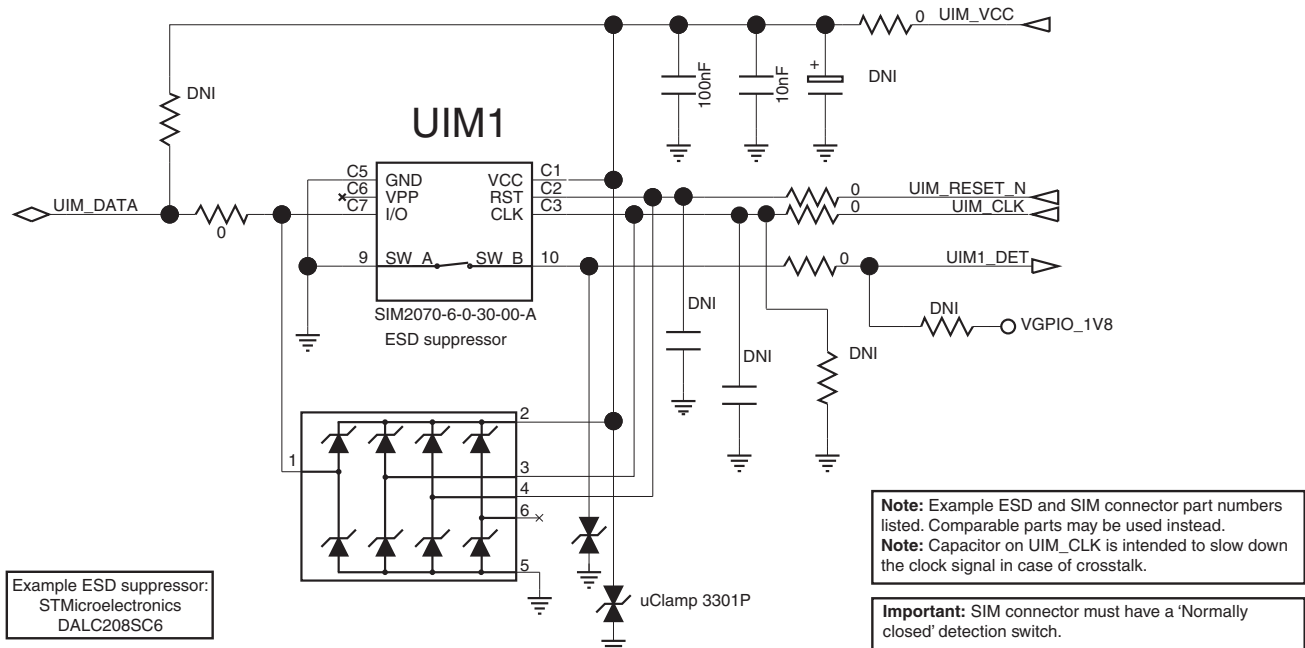 0 UIM_VCC
DNI
100nF
10nF
+
DNI
UIM1
C5 GND VCC C1
C6 VPP RST C2
C7 I/O CLK C3
UIM_DATA
0
0 UIM_RESET_N
0 UIM_CLK
9 SW_A SW_B 10
0 UIM1_DET
SIM2070-6-0-30-00-A
ESD suppressor
DNI
DNI
DNI
DNI
VGPIO_1V8
1
2
3
4
6
5
uClamp 3301P
Example ESD suppressor:
STMicroelectronics
DALC208SC6
Note: Example ESD and SIM connector part numbers
listed. Comparable parts may be used instead.
Note: Capacitor on UIM_CLK is intended to slow down
the clock signal in case of crosstalk.
Important: SIM connector must have a ‘Normally
closed’ detection switch.